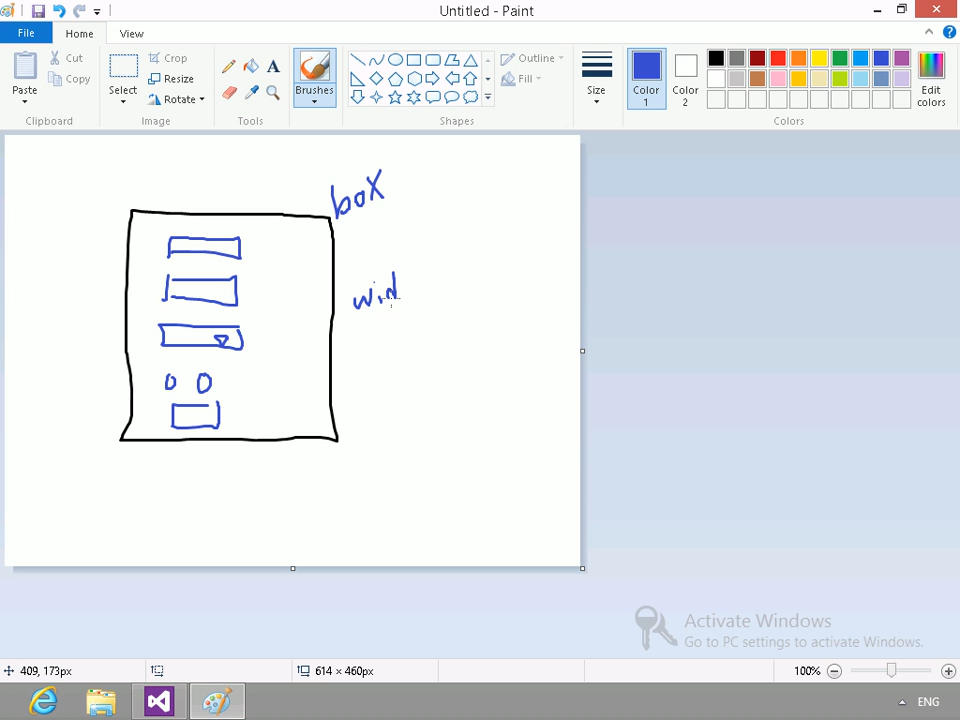 Untitled - Paint
File Home View
Paste
Cut
Copy
Clipboard
Select
Crop
Resize
Rotate
Image
Tools
Brushes
Shapes
Outline
Fill
Size
Color 1
Color 2
Edit colors
Colors
box
wind
Activate Windows
Go to PC settings to activate Windows.
409, 173px
614 × 460px
100%
ENG